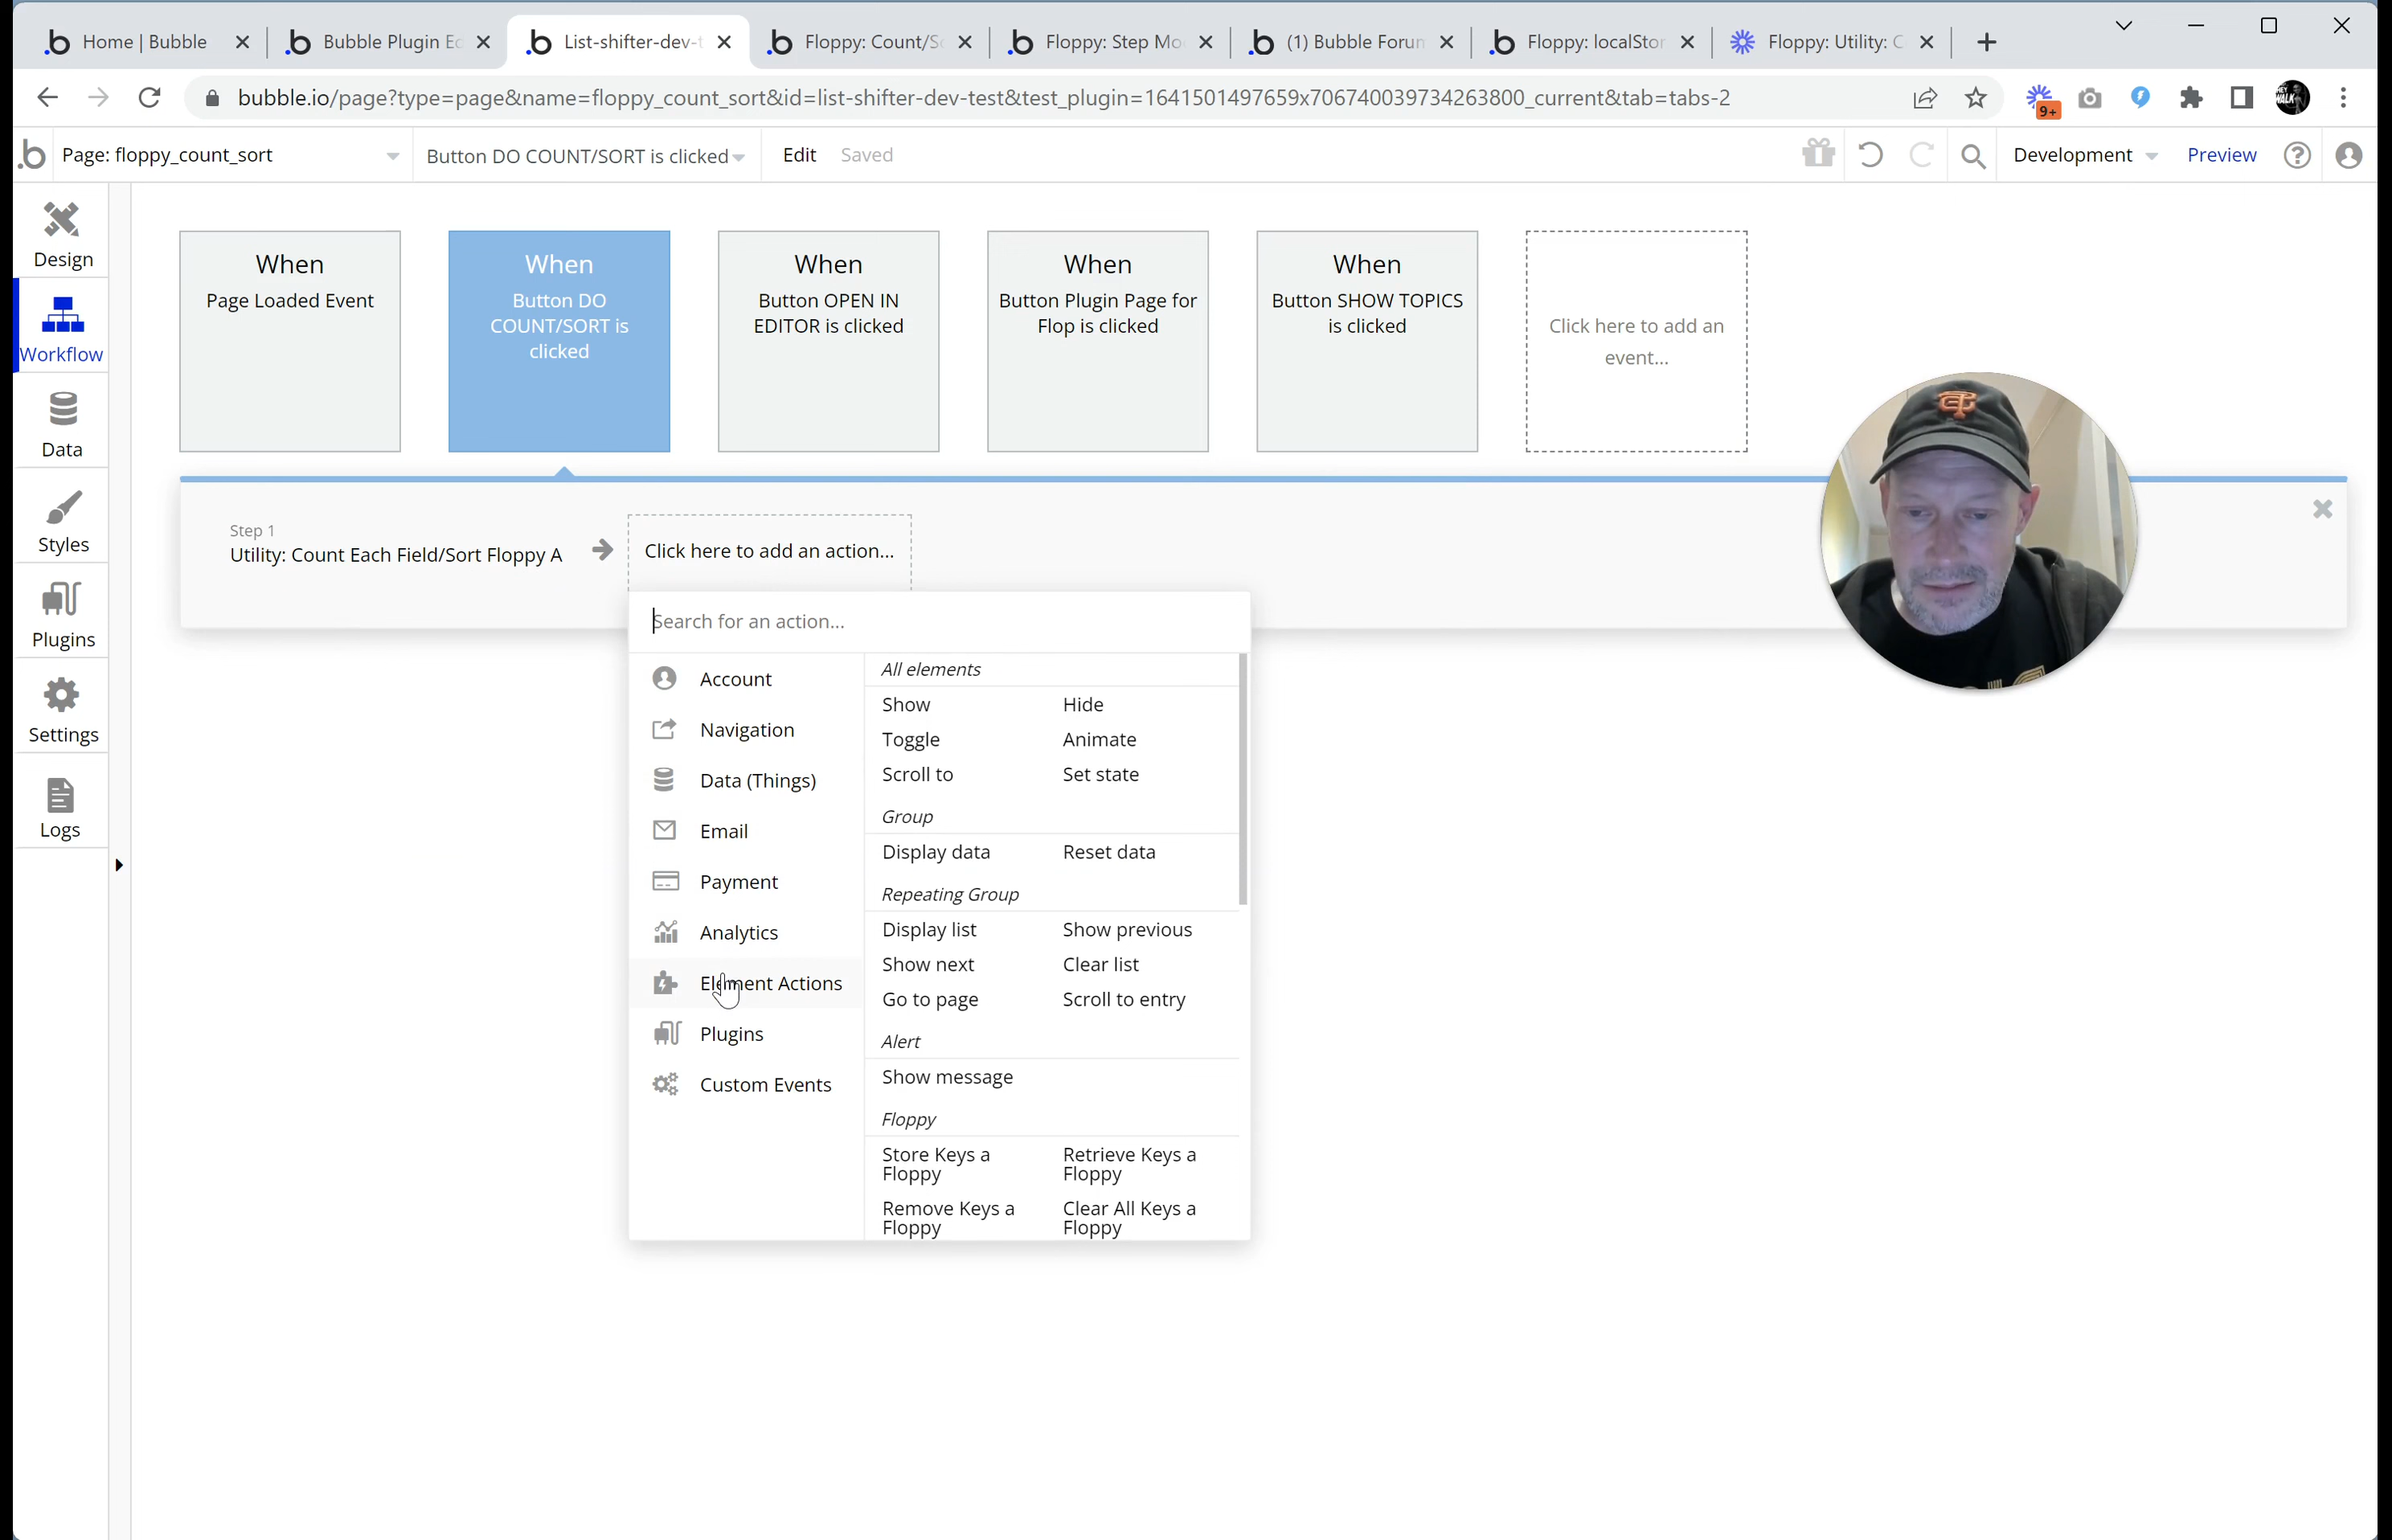 Home | Bubble
Bubble Plugin Ec
List-shifter-dev-t
Floppy: Count/So
Floppy: Step Mo
(1) Bubble Forun
Floppy: localStor
Floppy: Utility: C
bubble.io/page?type=page&name=floppy_count_sort&id=list-shifter-dev-test&test_plugin=1641501497659x706740039734263800_current&tab=tabs-2
9+
.b
Page: floppy_count_sort
Button DO COUNT/SORT is clicked
Edit
Saved
Development
Preview
Design
Workflow
Data
Styles
Plugins
Settings
Logs
When
Page Loaded Event
When
Button DO
COUNT/SORT is
clicked
When
Button OPEN IN
EDITOR is clicked
When
Button Plugin Page for
Flop is clicked
When
Button SHOW TOPICS
is clicked
Click here to add an
event...
Step 1
Utility: Count Each Field/Sort Floppy A
Click here to add an action...
Search for an action...
Account
Navigation
Data (Things)
Email
Payment
Analytics
Element Actions
Plugins
Custom Events
All elements
Show
Hide
Toggle
Animate
Scroll to
Set state
Group
Display data
Reset data
Repeating Group
Display list
Show previous
Show next
Clear list
Go to page
Scroll to entry
Alert
Show message
Floppy
Store Keys a
Floppy
Retrieve Keys a
Floppy
Remove Keys a
Floppy
Clear All Keys a
Floppy